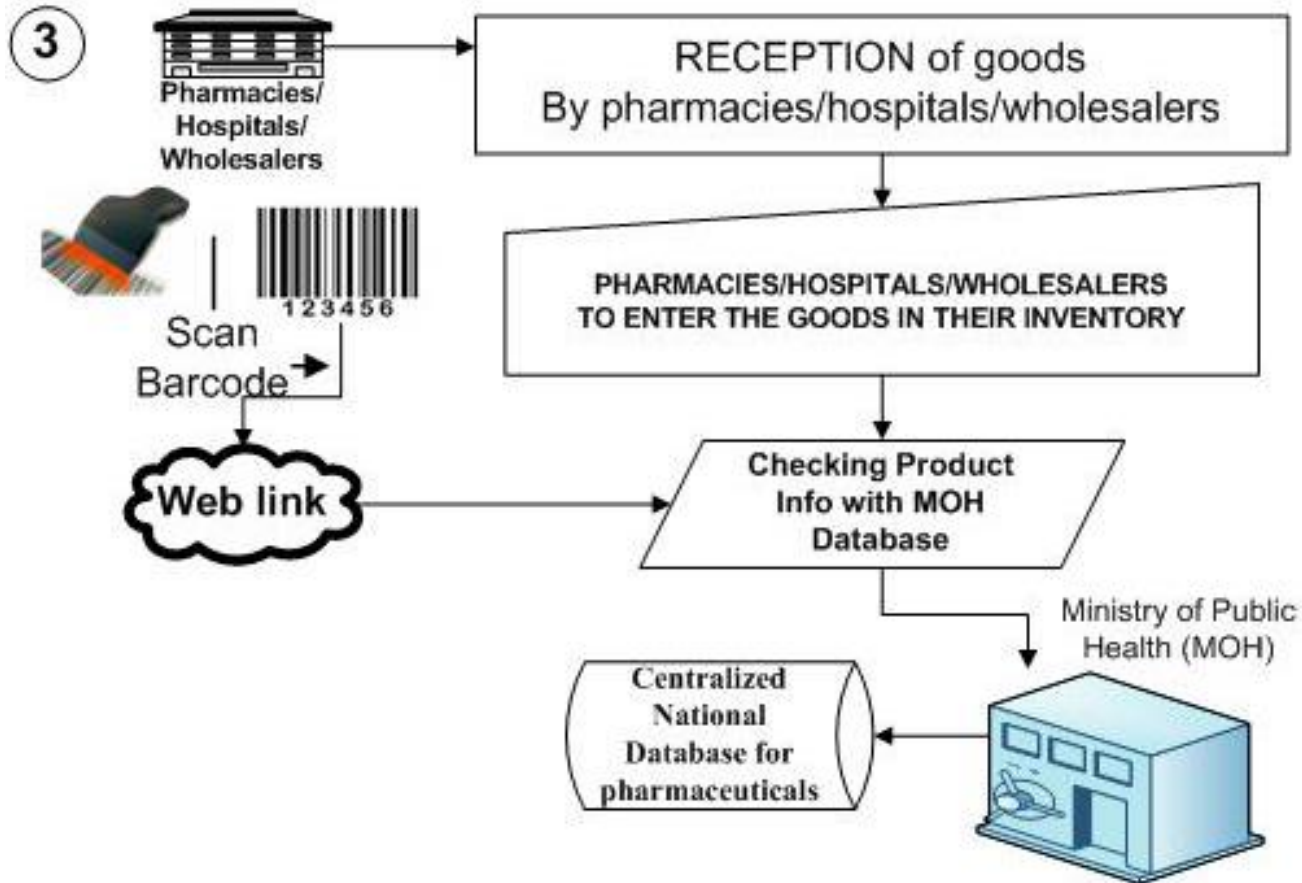 3
Pharmacies/
Hospitals/
Wholesalers
RECEPTION of goods
By pharmacies/hospitals/wholesalers
123456
Scan
Barcode
PHARMACIES/HOSPITALS/WHOLESALERS
TO ENTER THE GOODS IN THEIR INVENTORY
Web link
Checking Product
Info with MOH
Database
Ministry of Public
Health (MOH)
Centralized
National
Database for
pharmaceuticals